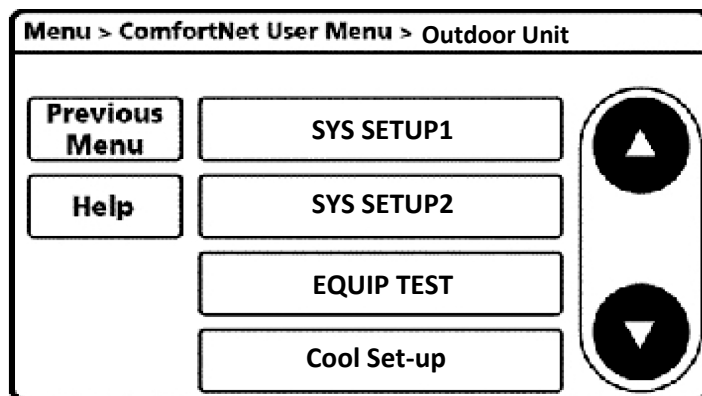 Menu > ComfortNet User Menu > Outdoor Unit
Previous
Menu
SYS SETUP1
Help
SYS SETUP2
EQUIP TEST
Cool Set-up